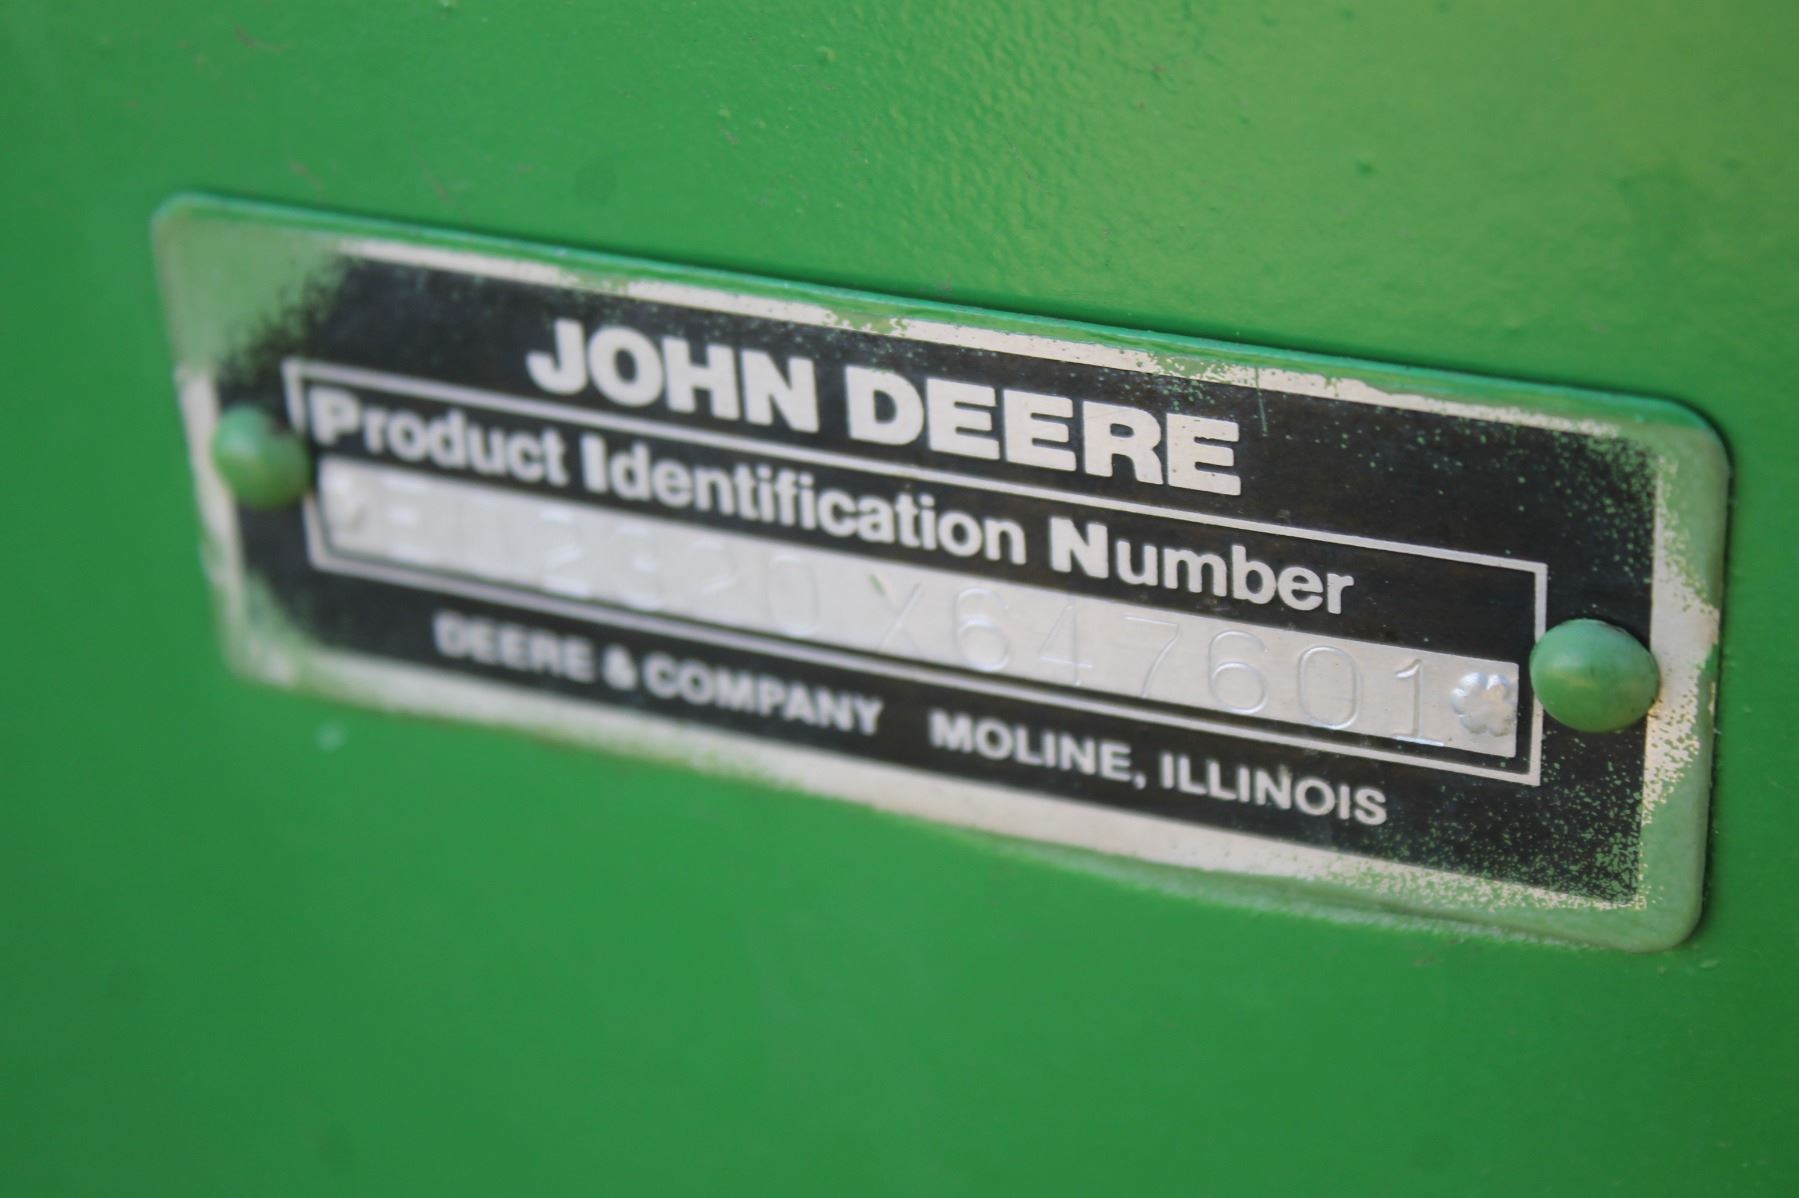 JOHN DEERE
Product Identification Number
X647601
DEERE & COMPANY MOLINE, ILLINOIS